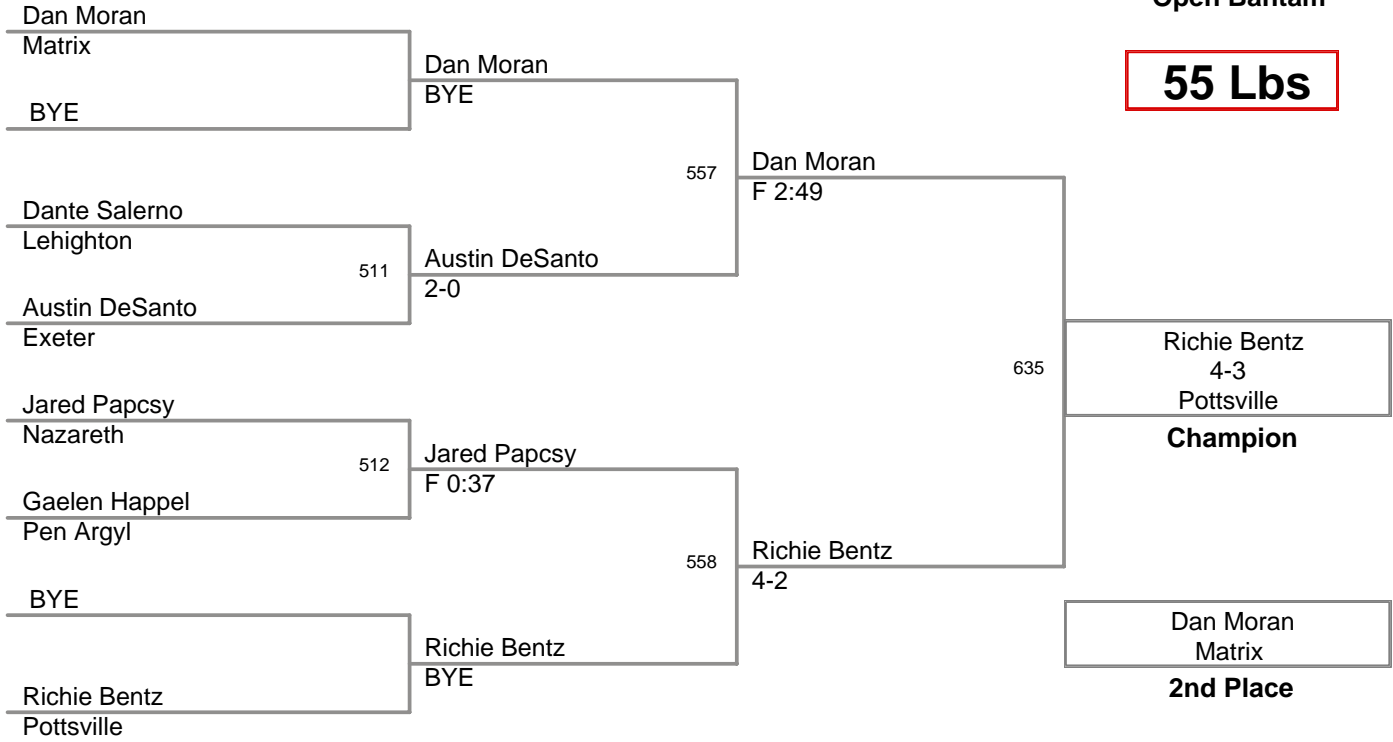 Open Bantam
55 Lbs
Dan Moran
Matrix
BYE
Dan Moran
BYE
Dante Salerno
Lehighton
511
Austin DeSanto
Exeter
Austin DeSanto
2-0
557
Dan Moran
F 2:49
Jared Papcsy
Nazareth
512
Gaelen Happel
Pen Argyl
Jared Papcsy
F 0:37
BYE
Richie Bentz
Pottsville
Richie Bentz
BYE
558
Richie Bentz
4-2
635
Richie Bentz
4-3
Pottsville
Champion
Dan Moran
Matrix
2nd Place